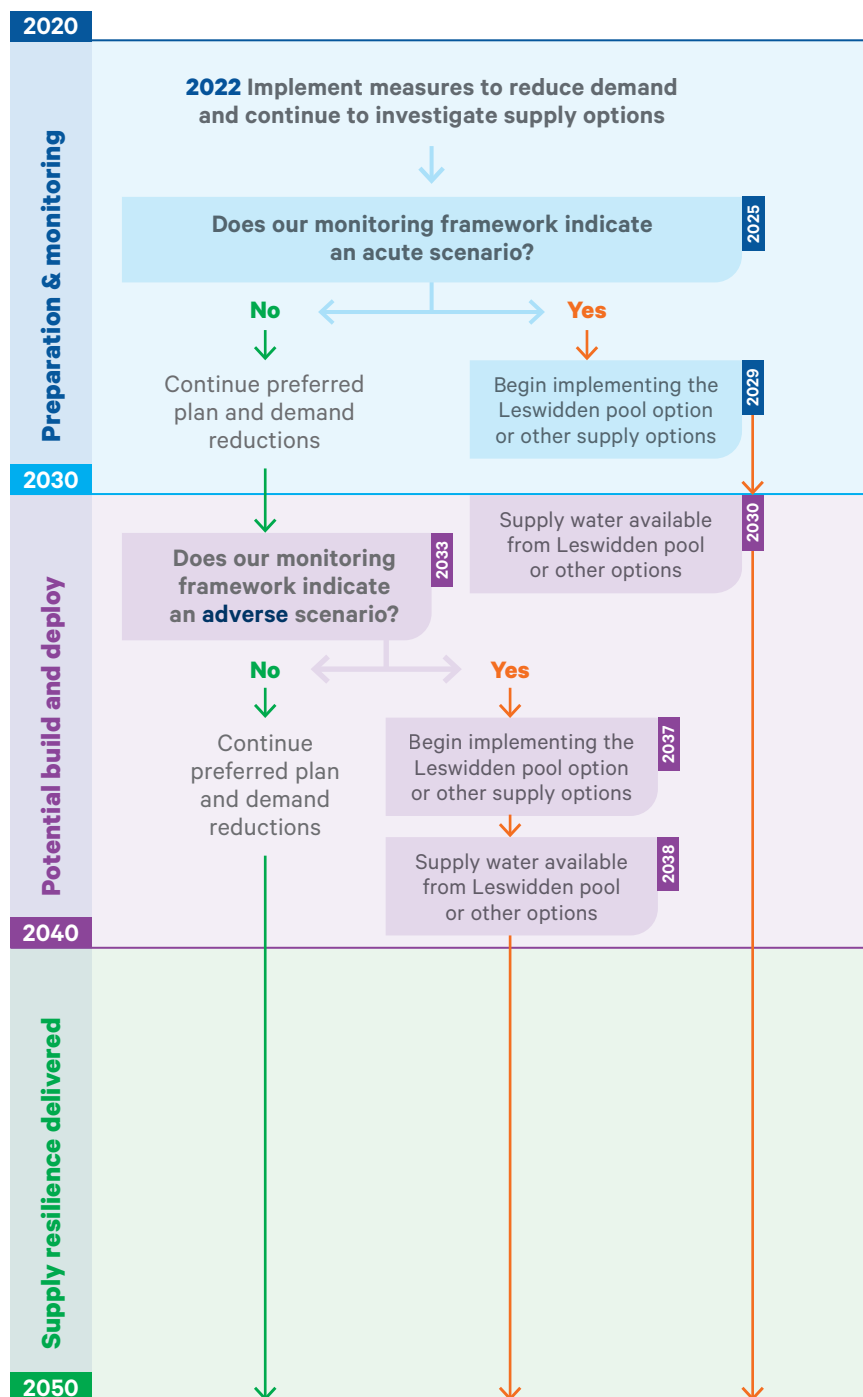 2020
Preparation & monitoring
2022 Implement measures to reduce demand
and continue to investigate supply options
Does our monitoring framework indicate
an acute scenario?
2025
No
Yes
Continue preferred
plan and demand
reductions
Begin implementing the
Leswidden pool option
or other supply options
2029
2030
Potential build and deploy
Supply water available
from Leswidden pool
or other options
2030
Does our monitoring
framework indicate
an adverse scenario?
2033
No
Yes
Continue
preferred plan
and demand
reductions
Begin implementing the
Leswidden pool option
or other supply options
2037
Supply water available
from Leswidden pool
or other options
2038
2040
Supply resilience delivered
2050